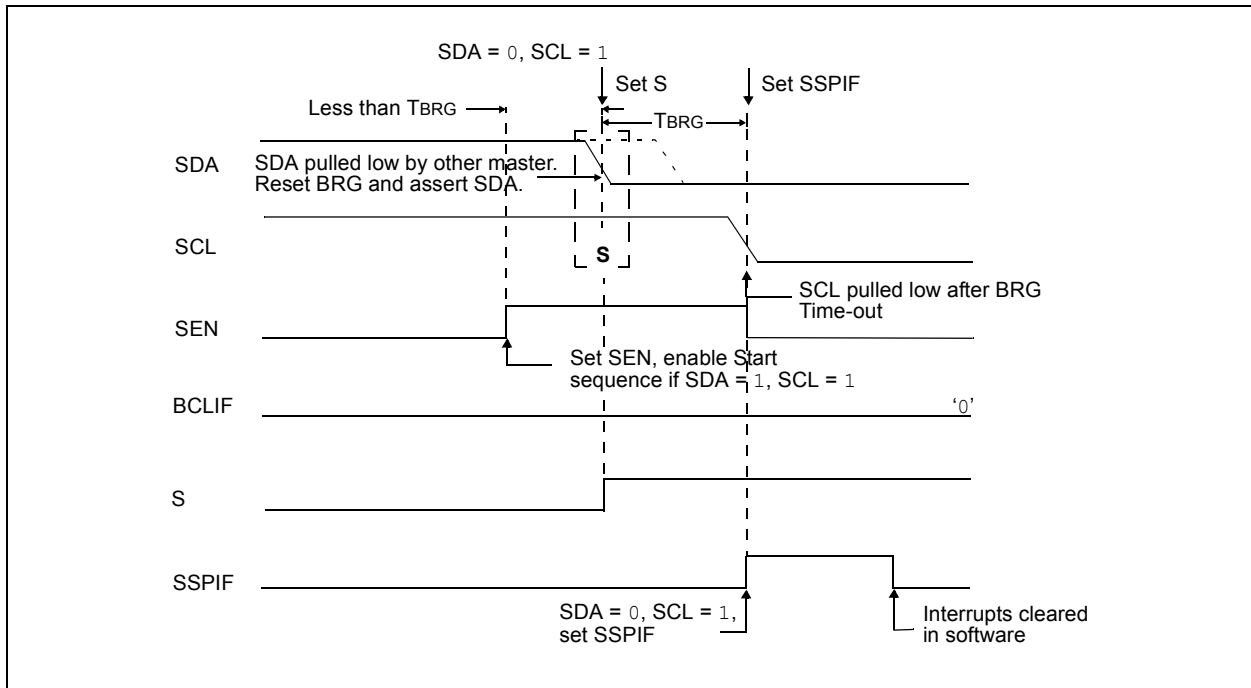 SDA = 0, SCL = 1
Set S
Set SSPIF
Less than TBRG
TBRG
SDA
SDA pulled low by other master.
Reset BRG and assert SDA.
SCL
S
SCL pulled low after BRG
Time-out
SEN
Set SEN, enable Start
sequence if SDA = 1, SCL = 1
BCLIF
‘0’
S
SSPIF
SDA = 0, SCL = 1,
set SSPIF
Interrupts cleared
in software